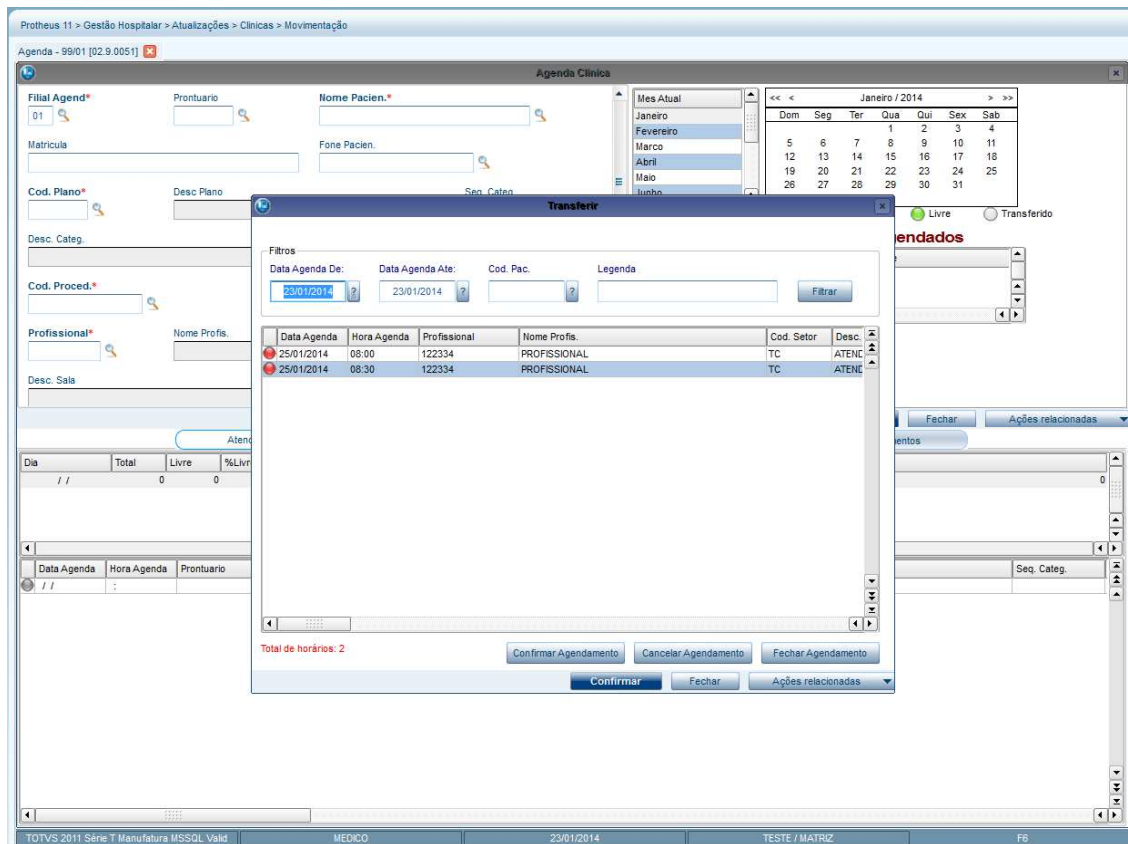 Protheus 11 > Gestão Hospitalar > Atualizações > Clinicas > Movimentação
Agenda - 99/01 [02.9.0051]
Agenda Clínica
Filial Agend* Prontuario Nome Pacien.*
01
Matricula Fone Pacien.
Cod. Plano* Desc Plano Seq. Categ.
Desc. Categ.
Cod. Proced.*
Profissional* Nome Profis.
Desc. Sala
Mes Atual
Janeiro
Fevereiro
Marco
Abril
Maio
Junho
<< < Janeiro / 2014 > >>
Dom Seg Ter Qua Qui Sex Sab
1 2 3 4
5 6 7 8 9 10 11
12 13 14 15 16 17 18
19 20 21 22 23 24 25
26 27 28 29 30 31
Livre Transferido
endados
Fechar Ações relacionadas
Atend
entos
Dia Total Livre %Livr
/ / 0 0 0
Data Agenda Hora Agenda Prontuario Seq. Categ.
/ / :
Transferir
Filtros
Data Agenda De: Data Agenda Ate: Cod. Pac. Legenda
23/01/2014 ? 23/01/2014 ? ? Filtrar
Data Agenda Hora Agenda Profissional Nome Profis. Cod. Setor Desc.
25/01/2014 08:00 122334 PROFISSIONAL TC ATEND
25/01/2014 08:30 122334 PROFISSIONAL TC ATEND
Total de horários: 2
Confirmar Agendamento Cancelar Agendamento Fechar Agendamento
Confirmar Fechar Ações relacionadas
TOTVS 2011 Série T Manufatura MSSQL Valid MEDICO 23/01/2014 TESTE / MATRIZ F6